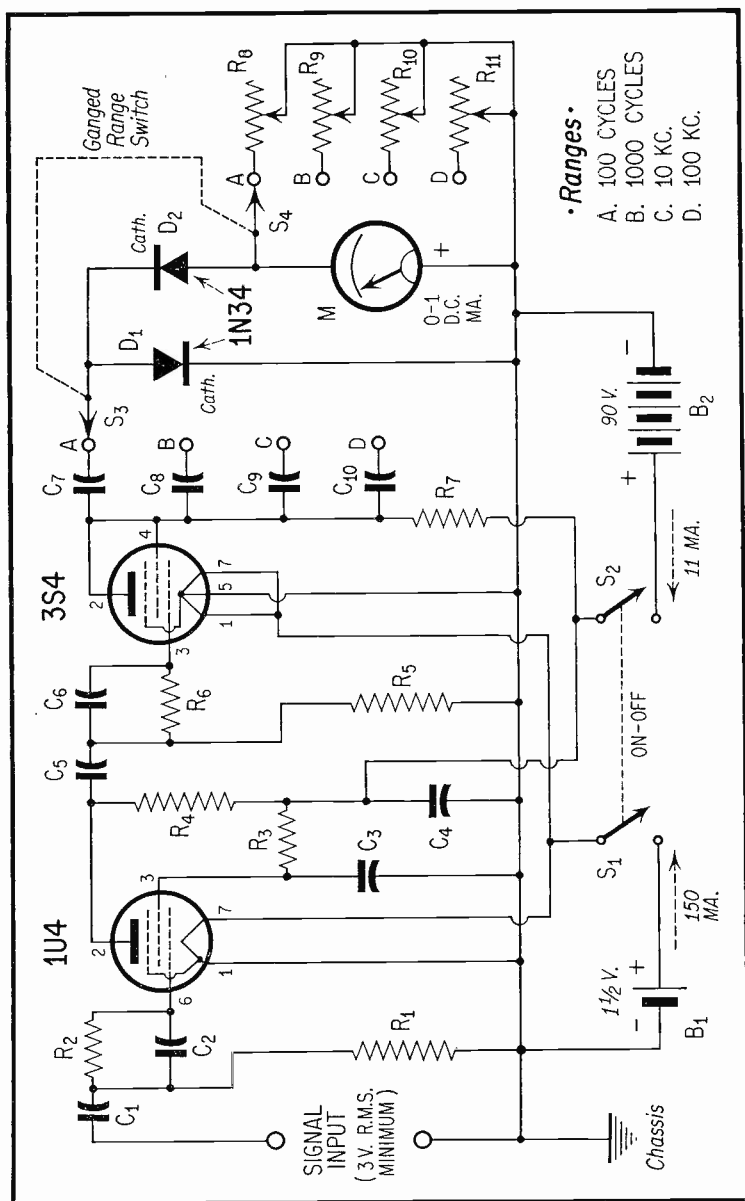 Ganged
Range
Switch
1U4
3S4
1N34
D₁
D₂
Cath.
Cath.
C₁
R₂
C₂
6
2
3
1
7
R₁
R₃
R₄
C₃
C₄
C₅
C₆
R₅
R₆
3
2
4
1
5
7
C₇
C₈
C₉
C₁₀
A
B
C
D
S₃
R₇
S₄
A
B
C
D
R₈
R₉
R₁₀
R₁₁
M
+
0-1
D.C.
MA.
SIGNAL
INPUT
(3 V. R.M.S.
MINIMUM)
Chassis
1½ V.
-
+
B₁
150
MA.
S₁
ON-OFF
S₂
11 MA.
90 V.
+
-
B₂
·Ranges·
A. 100 CYCLES
B. 1000 CYCLES
C. 10 KC.
D. 100 KC.